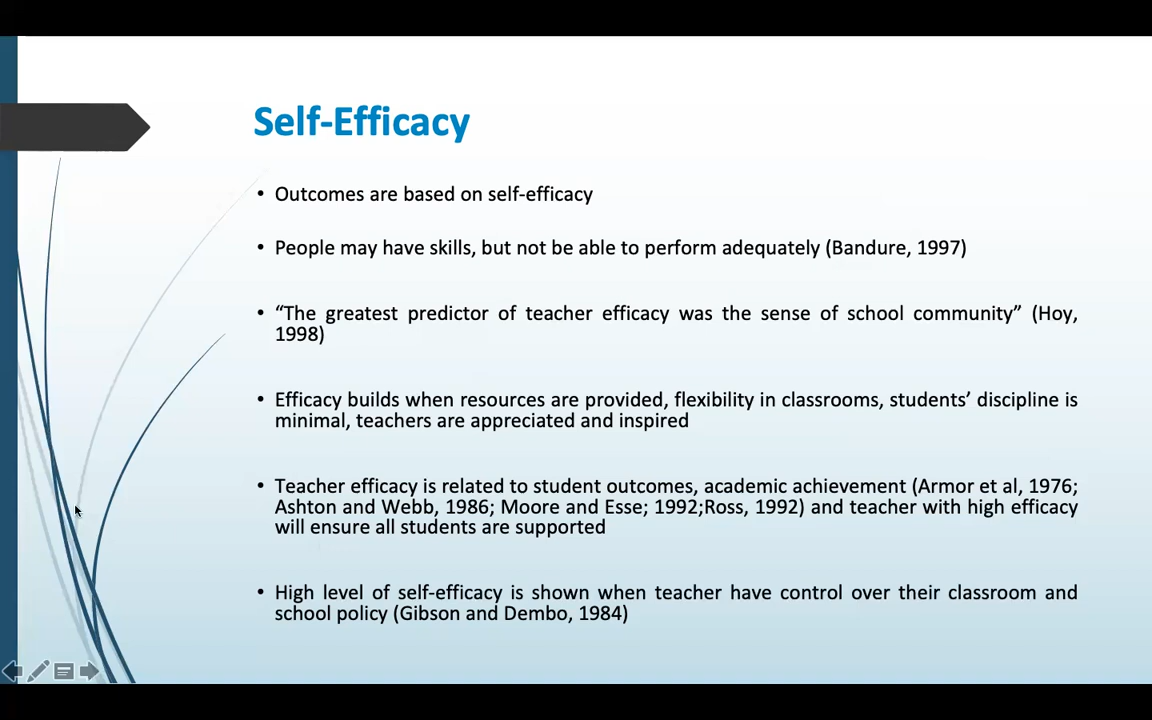 Self-Efficacy
• Outcomes are based on self-efficacy
• People may have skills, but not be able to perform adequately (Bandure, 1997)
• “The greatest predictor of teacher efficacy was the sense of school community” (Hoy,
1998)
• Efficacy builds when resources are provided, flexibility in classrooms, students’ discipline is
minimal, teachers are appreciated and inspired
• Teacher efficacy is related to student outcomes, academic achievement (Armor et al, 1976;
Ashton and Webb, 1986; Moore and Esse; 1992;Ross, 1992) and teacher with high efficacy
will ensure all students are supported
• High level of self-efficacy is shown when teacher have control over their classroom and
school policy (Gibson and Dembo, 1984)